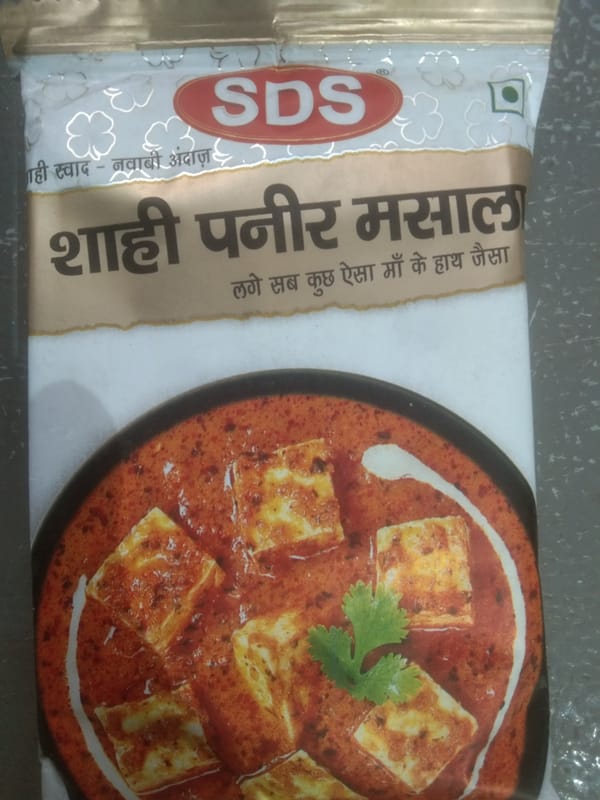 SDS®
शाही स्वाद - नवाबी अंदाज़
शाही पनीर मसाला
लगे सब कुछ ऐसा माँ के हाथ जैसा